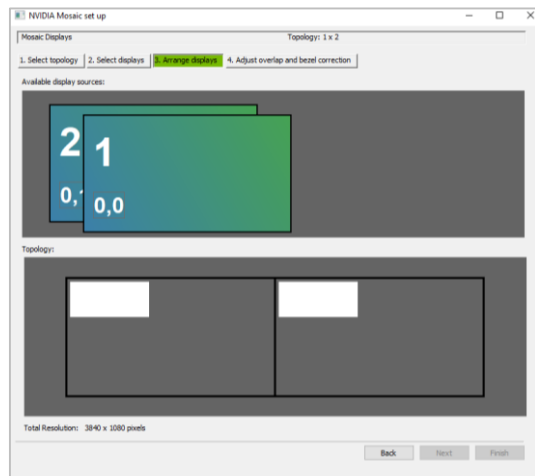 NVIDIA Mosaic set up
Mosaic Displays Topology: 1 x 2
1. Select topology 2. Select displays 3. Arrange displays 4. Adjust overlap and bezel correction
Available display sources:
2 1
0, 0,0
Topology:
Total Resolution: 3840 x 1080 pixels
Back Next Finish